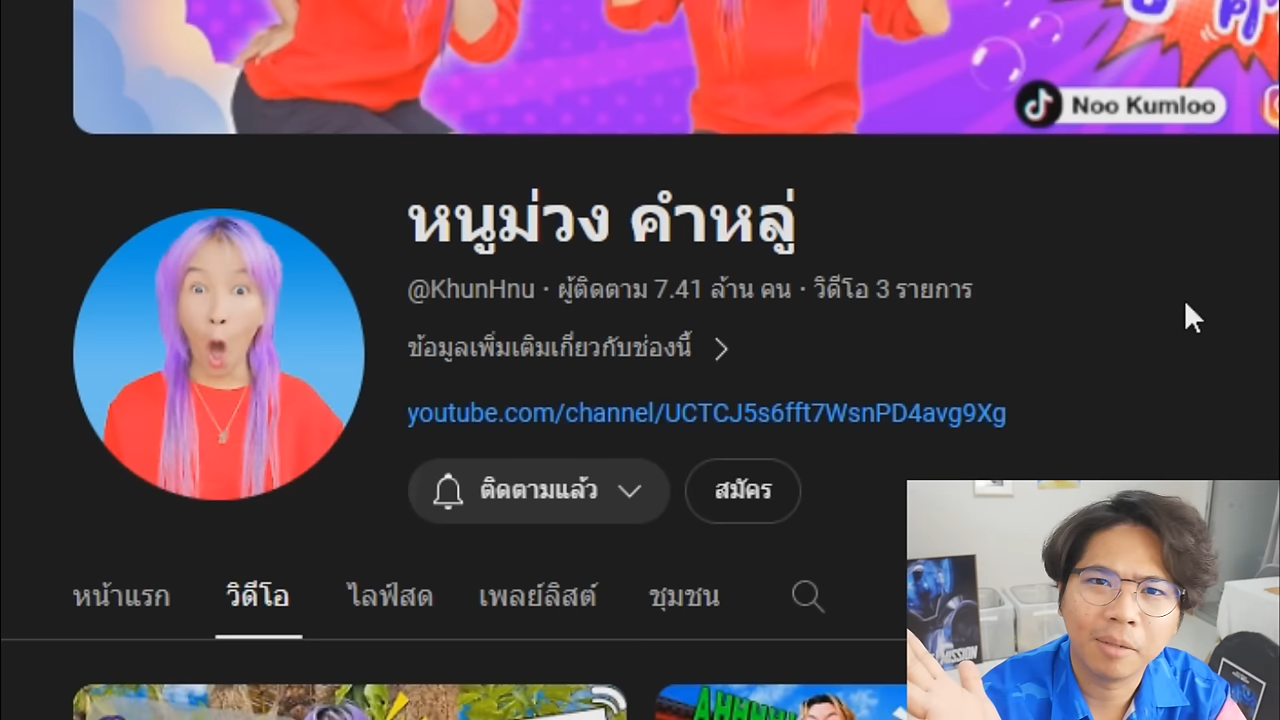 Noo Kumloo
หนูม่วง คำหลู่
@KhunHnu · ผู้ติดตาม 7.41 ล้าน คน · วิดีโอ 3 รายการ
ข้อมูลเพิ่มเติมเกี่ยวกับช่องนี้
youtube.com/channel/UCTCJ5s6fft7WsnPD4avg9Xg
ติดตามแล้ว
สมัคร
หน้าแรก วิดีโอ ไลฟ์สด เพลย์ลิสต์ ชุมชน
MISSION